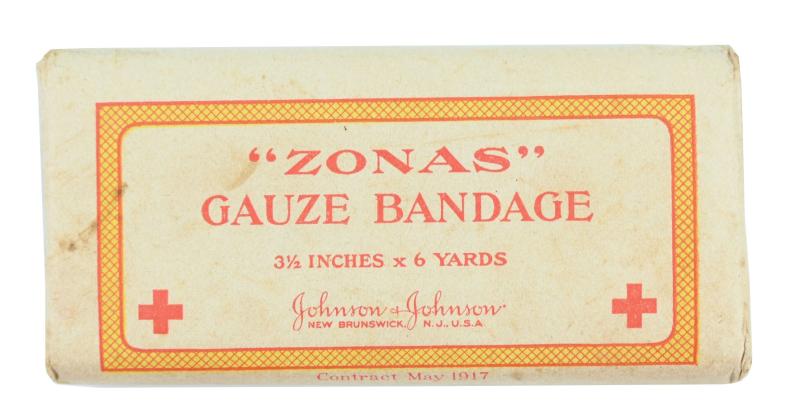 "ZONAS"
GAUZE BANDAGE
3½ INCHES x 6 YARDS
Johnson & Johnson
NEW BRUNSWICK, N.J., U.S.A
Contract May 1917